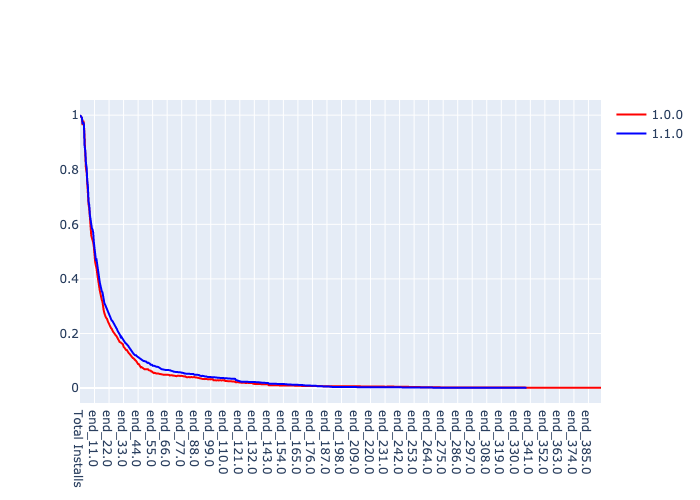 1.0.0
1.1.0
1
0.8
0.6
0.4
0.2
0
Total Installs
end_11.0
end_22.0
end_33.0
end_44.0
end_55.0
end_66.0
end_77.0
end_88.0
end_99.0
end_110.0
end_121.0
end_132.0
end_143.0
end_154.0
end_165.0
end_176.0
end_187.0
end_198.0
end_209.0
end_220.0
end_231.0
end_242.0
end_253.0
end_264.0
end_275.0
end_286.0
end_297.0
end_308.0
end_319.0
end_330.0
end_341.0
end_352.0
end_363.0
end_374.0
end_385.0